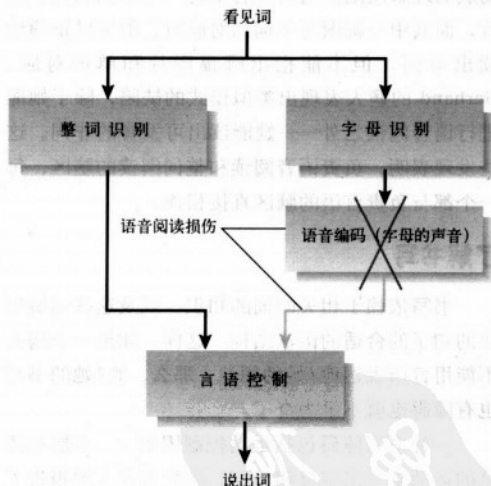 看见词
整词识别
字母识别
语音阅读损伤
语音编码（字母的声音）
言语控制
说出词